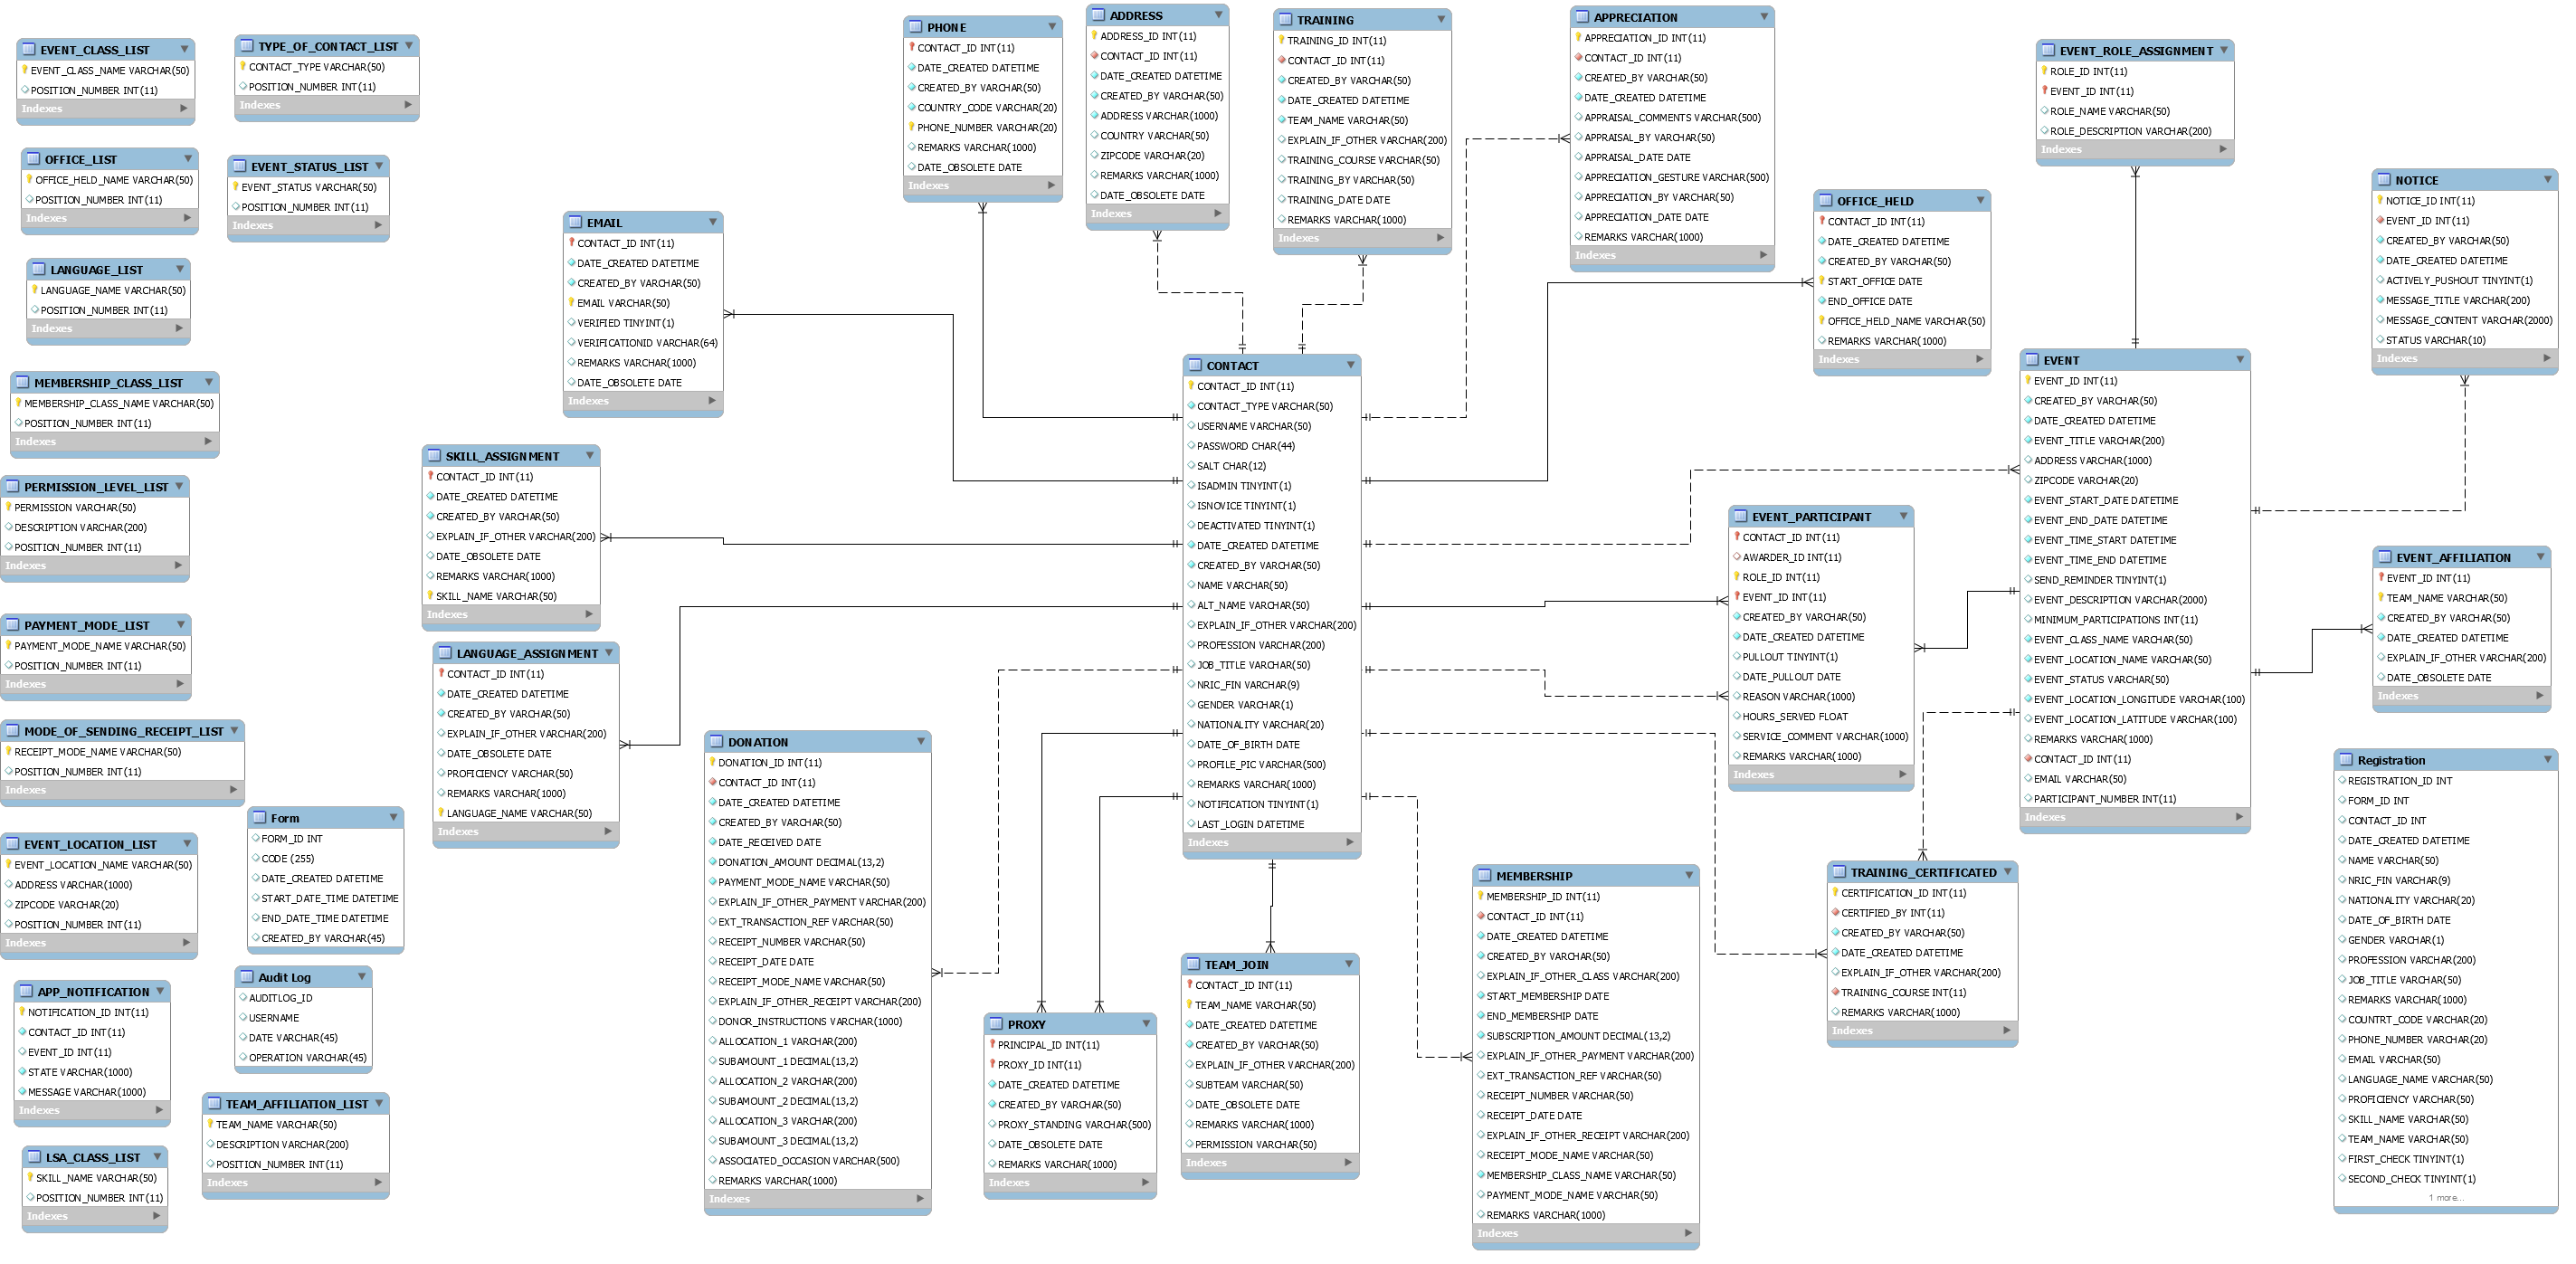 EVENT_CLASS_LIST
EVENT_CLASS_NAME VARCHAR(50)
POSITION_NUMBER INT(11)
Indexes
TYPE_OF_CONTACT_LIST
CONTACT_TYPE VARCHAR(50)
POSITION_NUMBER INT(11)
Indexes
OFFICE_LIST
OFFICE_HELD_NAME VARCHAR(50)
POSITION_NUMBER INT(11)
Indexes
EVENT_STATUS_LIST
EVENT_STATUS VARCHAR(50)
POSITION_NUMBER INT(11)
Indexes
LANGUAGE_LIST
LANGUAGE_NAME VARCHAR(50)
POSITION_NUMBER INT(11)
Indexes
MEMBERSHIP_CLASS_LIST
MEMBERSHIP_CLASS_NAME VARCHAR(50)
POSITION_NUMBER INT(11)
Indexes
PERMISSION_LEVEL_LIST
PERMISSION VARCHAR(50)
DESCRIPTION VARCHAR(200)
POSITION_NUMBER INT(11)
Indexes
PAYMENT_MODE_LIST
PAYMENT_MODE_NAME VARCHAR(50)
POSITION_NUMBER INT(11)
Indexes
MODE_OF_SENDING_RECEIPT_LIST
RECEIPT_MODE_NAME VARCHAR(50)
POSITION_NUMBER INT(11)
Indexes
EVENT_LOCATION_LIST
EVENT_LOCATION_NAME VARCHAR(50)
ADDRESS VARCHAR(1000)
ZIPCODE VARCHAR(20)
POSITION_NUMBER INT(11)
Indexes
Form
FORM_ID INT
CODE (255)
DATE_CREATED DATETIME
START_DATE_TIME DATETIME
END_DATE_TIME DATETIME
CREATED_BY VARCHAR(45)
Audit Log
AUDITLOG_ID
USERNAME
DATE VARCHAR(45)
OPERATION VARCHAR(45)
APP_NOTIFICATION
NOTIFICATION_ID INT(11)
CONTACT_ID INT(11)
EVENT_ID INT(11)
STATE VARCHAR(1000)
MESSAGE VARCHAR(1000)
Indexes
TEAM_AFFILIATION_LIST
TEAM_NAME VARCHAR(50)
DESCRIPTION VARCHAR(200)
POSITION_NUMBER INT(11)
Indexes
LSA_CLASS_LIST
SKILL_NAME VARCHAR(50)
POSITION_NUMBER INT(11)
Indexes
EMAIL
CONTACT_ID INT(11)
DATE_CREATED DATETIME
CREATED_BY VARCHAR(50)
EMAIL VARCHAR(50)
VERIFIED TINYINT(1)
VERIFICATIONID VARCHAR(64)
REMARKS VARCHAR(1000)
DATE_OBSOLETE DATE
Indexes
SKILL_ASSIGNMENT
CONTACT_ID INT(11)
DATE_CREATED DATETIME
CREATED_BY VARCHAR(50)
EXPLAIN_IF_OTHER VARCHAR(200)
DATE_OBSOLETE DATE
REMARKS VARCHAR(1000)
SKILL_NAME VARCHAR(50)
Indexes
LANGUAGE_ASSIGNMENT
CONTACT_ID INT(11)
DATE_CREATED DATETIME
CREATED_BY VARCHAR(50)
EXPLAIN_IF_OTHER VARCHAR(200)
DATE_OBSOLETE DATE
PROFICIENCY VARCHAR(50)
REMARKS VARCHAR(1000)
LANGUAGE_NAME VARCHAR(50)
Indexes
DONATION
DONATION_ID INT(11)
CONTACT_ID INT(11)
DATE_CREATED DATETIME
CREATED_BY VARCHAR(50)
DATE_RECEIVED DATE
DONATION_AMOUNT DECIMAL(13,2)
PAYMENT_MODE_NAME VARCHAR(50)
EXPLAIN_IF_OTHER_PAYMENT VARCHAR(200)
EXT_TRANSACTION_REF VARCHAR(50)
RECEIPT_NUMBER VARCHAR(50)
RECEIPT_DATE DATE
RECEIPT_MODE_NAME VARCHAR(50)
EXPLAIN_IF_OTHER_RECEIPT VARCHAR(200)
DONOR_INSTRUCTIONS VARCHAR(1000)
ALLOCATION_1 VARCHAR(200)
SUBAMOUNT_1 DECIMAL(13,2)
ALLOCATION_2 VARCHAR(200)
SUBAMOUNT_2 DECIMAL(13,2)
ALLOCATION_3 VARCHAR(200)
SUBAMOUNT_3 DECIMAL(13,2)
ASSOCIATED_OCCASION VARCHAR(500)
REMARKS VARCHAR(1000)
Indexes
PHONE
CONTACT_ID INT(11)
DATE_CREATED DATETIME
CREATED_BY VARCHAR(50)
COUNTRY_CODE VARCHAR(20)
PHONE_NUMBER VARCHAR(20)
REMARKS VARCHAR(1000)
DATE_OBSOLETE DATE
Indexes
ADDRESS
ADDRESS_ID INT(11)
CONTACT_ID INT(11)
DATE_CREATED DATETIME
CREATED_BY VARCHAR(50)
ADDRESS VARCHAR(1000)
COUNTRY VARCHAR(50)
ZIPCODE VARCHAR(20)
REMARKS VARCHAR(1000)
DATE_OBSOLETE DATE
Indexes
TRAINING
TRAINING_ID INT(11)
CONTACT_ID INT(11)
CREATED_BY VARCHAR(50)
DATE_CREATED DATETIME
TEAM_NAME VARCHAR(50)
EXPLAIN_IF_OTHER VARCHAR(200)
TRAINING_COURSE VARCHAR(50)
TRAINING_BY VARCHAR(50)
TRAINING_DATE DATE
REMARKS VARCHAR(1000)
Indexes
APPRECIATION
APPRECIATION_ID INT(11)
CONTACT_ID INT(11)
CREATED_BY VARCHAR(50)
DATE_CREATED DATETIME
APPRAISAL_COMMENTS VARCHAR(500)
APPRAISAL_BY VARCHAR(50)
APPRAISAL_DATE DATE
APPRECIATION_GESTURE VARCHAR(500)
APPRECIATION_BY VARCHAR(50)
APPRECIATION_DATE DATE
REMARKS VARCHAR(1000)
Indexes
OFFICE_HELD
CONTACT_ID INT(11)
DATE_CREATED DATETIME
CREATED_BY VARCHAR(50)
START_OFFICE DATE
END_OFFICE DATE
OFFICE_HELD_NAME VARCHAR(50)
REMARKS VARCHAR(1000)
Indexes
CONTACT
CONTACT_ID INT(11)
CONTACT_TYPE VARCHAR(50)
USERNAME VARCHAR(50)
PASSWORD CHAR(44)
SALT CHAR(12)
ISADMIN TINYINT(1)
ISNOVICE TINYINT(1)
DEACTIVATED TINYINT(1)
DATE_CREATED DATETIME
CREATED_BY VARCHAR(50)
NAME VARCHAR(50)
ALT_NAME VARCHAR(50)
EXPLAIN_IF_OTHER VARCHAR(200)
PROFESSION VARCHAR(200)
JOB_TITLE VARCHAR(50)
NRIC_FIN VARCHAR(9)
GENDER VARCHAR(1)
NATIONALITY VARCHAR(20)
DATE_OF_BIRTH DATE
PROFILE_PIC VARCHAR(500)
REMARKS VARCHAR(1000)
NOTIFICATION TINYINT(1)
LAST_LOGIN DATETIME
Indexes
PROXY
PRINCIPAL_ID INT(11)
PROXY_ID INT(11)
DATE_CREATED DATETIME
CREATED_BY VARCHAR(50)
PROXY_STANDING VARCHAR(500)
DATE_OBSOLETE DATE
REMARKS VARCHAR(1000)
Indexes
TEAM_JOIN
CONTACT_ID INT(11)
TEAM_NAME VARCHAR(50)
DATE_CREATED DATETIME
CREATED_BY VARCHAR(50)
EXPLAIN_IF_OTHER VARCHAR(200)
SUBTEAM VARCHAR(50)
DATE_OBSOLETE DATE
REMARKS VARCHAR(1000)
PERMISSION VARCHAR(50)
Indexes
MEMBERSHIP
MEMBERSHIP_ID INT(11)
CONTACT_ID INT(11)
DATE_CREATED DATETIME
CREATED_BY VARCHAR(50)
EXPLAIN_IF_OTHER_CLASS VARCHAR(200)
START_MEMBERSHIP DATE
END_MEMBERSHIP DATE
SUBSCRIPTION_AMOUNT DECIMAL(13,2)
EXPLAIN_IF_OTHER_PAYMENT VARCHAR(200)
EXT_TRANSACTION_REF VARCHAR(50)
RECEIPT_NUMBER VARCHAR(50)
RECEIPT_DATE DATE
EXPLAIN_IF_OTHER_RECEIPT VARCHAR(200)
RECEIPT_MODE_NAME VARCHAR(50)
MEMBERSHIP_CLASS_NAME VARCHAR(50)
PAYMENT_MODE_NAME VARCHAR(50)
REMARKS VARCHAR(1000)
Indexes
EVENT_PARTICIPANT
CONTACT_ID INT(11)
AWARDER_ID INT(11)
ROLE_ID INT(11)
EVENT_ID INT(11)
CREATED_BY VARCHAR(50)
DATE_CREATED DATETIME
PULLOUT TINYINT(1)
DATE_PULLOUT DATE
REASON VARCHAR(1000)
HOURS_SERVED FLOAT
SERVICE_COMMENT VARCHAR(1000)
REMARKS VARCHAR(1000)
Indexes
TRAINING_CERTIFICATED
CERTIFICATION_ID INT(11)
CERTIFIED_BY INT(11)
CREATED_BY VARCHAR(50)
DATE_CREATED DATETIME
EXPLAIN_IF_OTHER VARCHAR(200)
TRAINING_COURSE INT(11)
REMARKS VARCHAR(1000)
Indexes
EVENT_ROLE_ASSIGNMENT
ROLE_ID INT(11)
EVENT_ID INT(11)
ROLE_NAME VARCHAR(50)
ROLE_DESCRIPTION VARCHAR(200)
Indexes
EVENT
EVENT_ID INT(11)
CREATED_BY VARCHAR(50)
DATE_CREATED DATETIME
EVENT_TITLE VARCHAR(200)
ADDRESS VARCHAR(1000)
ZIPCODE VARCHAR(20)
EVENT_START_DATE DATETIME
EVENT_END_DATE DATETIME
EVENT_TIME_START DATETIME
EVENT_TIME_END DATETIME
SEND_REMINDER TINYINT(1)
EVENT_DESCRIPTION VARCHAR(2000)
MINIMUM_PARTICIPATIONS INT(11)
EVENT_CLASS_NAME VARCHAR(50)
EVENT_LOCATION_NAME VARCHAR(50)
EVENT_STATUS VARCHAR(50)
EVENT_LOCATION_LONGITUDE VARCHAR(100)
EVENT_LOCATION_LATITUDE VARCHAR(100)
REMARKS VARCHAR(1000)
CONTACT_ID INT(11)
EMAIL VARCHAR(50)
PARTICIPANT_NUMBER INT(11)
Indexes
NOTICE
NOTICE_ID INT(11)
EVENT_ID INT(11)
CREATED_BY VARCHAR(50)
DATE_CREATED DATETIME
ACTIVELY_PUSHOUT TINYINT(1)
MESSAGE_TITLE VARCHAR(200)
MESSAGE_CONTENT VARCHAR(2000)
STATUS VARCHAR(10)
Indexes
EVENT_AFFILIATION
EVENT_ID INT(11)
TEAM_NAME VARCHAR(50)
CREATED_BY VARCHAR(50)
DATE_CREATED DATETIME
EXPLAIN_IF_OTHER VARCHAR(200)
DATE_OBSOLETE DATE
Indexes
Registration
REGISTRATION_ID INT
FORM_ID INT
CONTACT_ID INT
DATE_CREATED DATETIME
NAME VARCHAR(50)
NRIC_FIN VARCHAR(9)
NATIONALITY VARCHAR(20)
DATE_OF_BIRTH DATE
GENDER VARCHAR(1)
PROFESSION VARCHAR(200)
JOB_TITLE VARCHAR(50)
REMARKS VARCHAR(1000)
COUNTRT_CODE VARCHAR(20)
PHONE_NUMBER VARCHAR(20)
EMAIL VARCHAR(50)
LANGUAGE_NAME VARCHAR(50)
PROFICIENCY VARCHAR(50)
SKILL_NAME VARCHAR(50)
TEAM_NAME VARCHAR(50)
FIRST_CHECK TINYINT(1)
SECOND_CHECK TINYINT(1)
1 more...